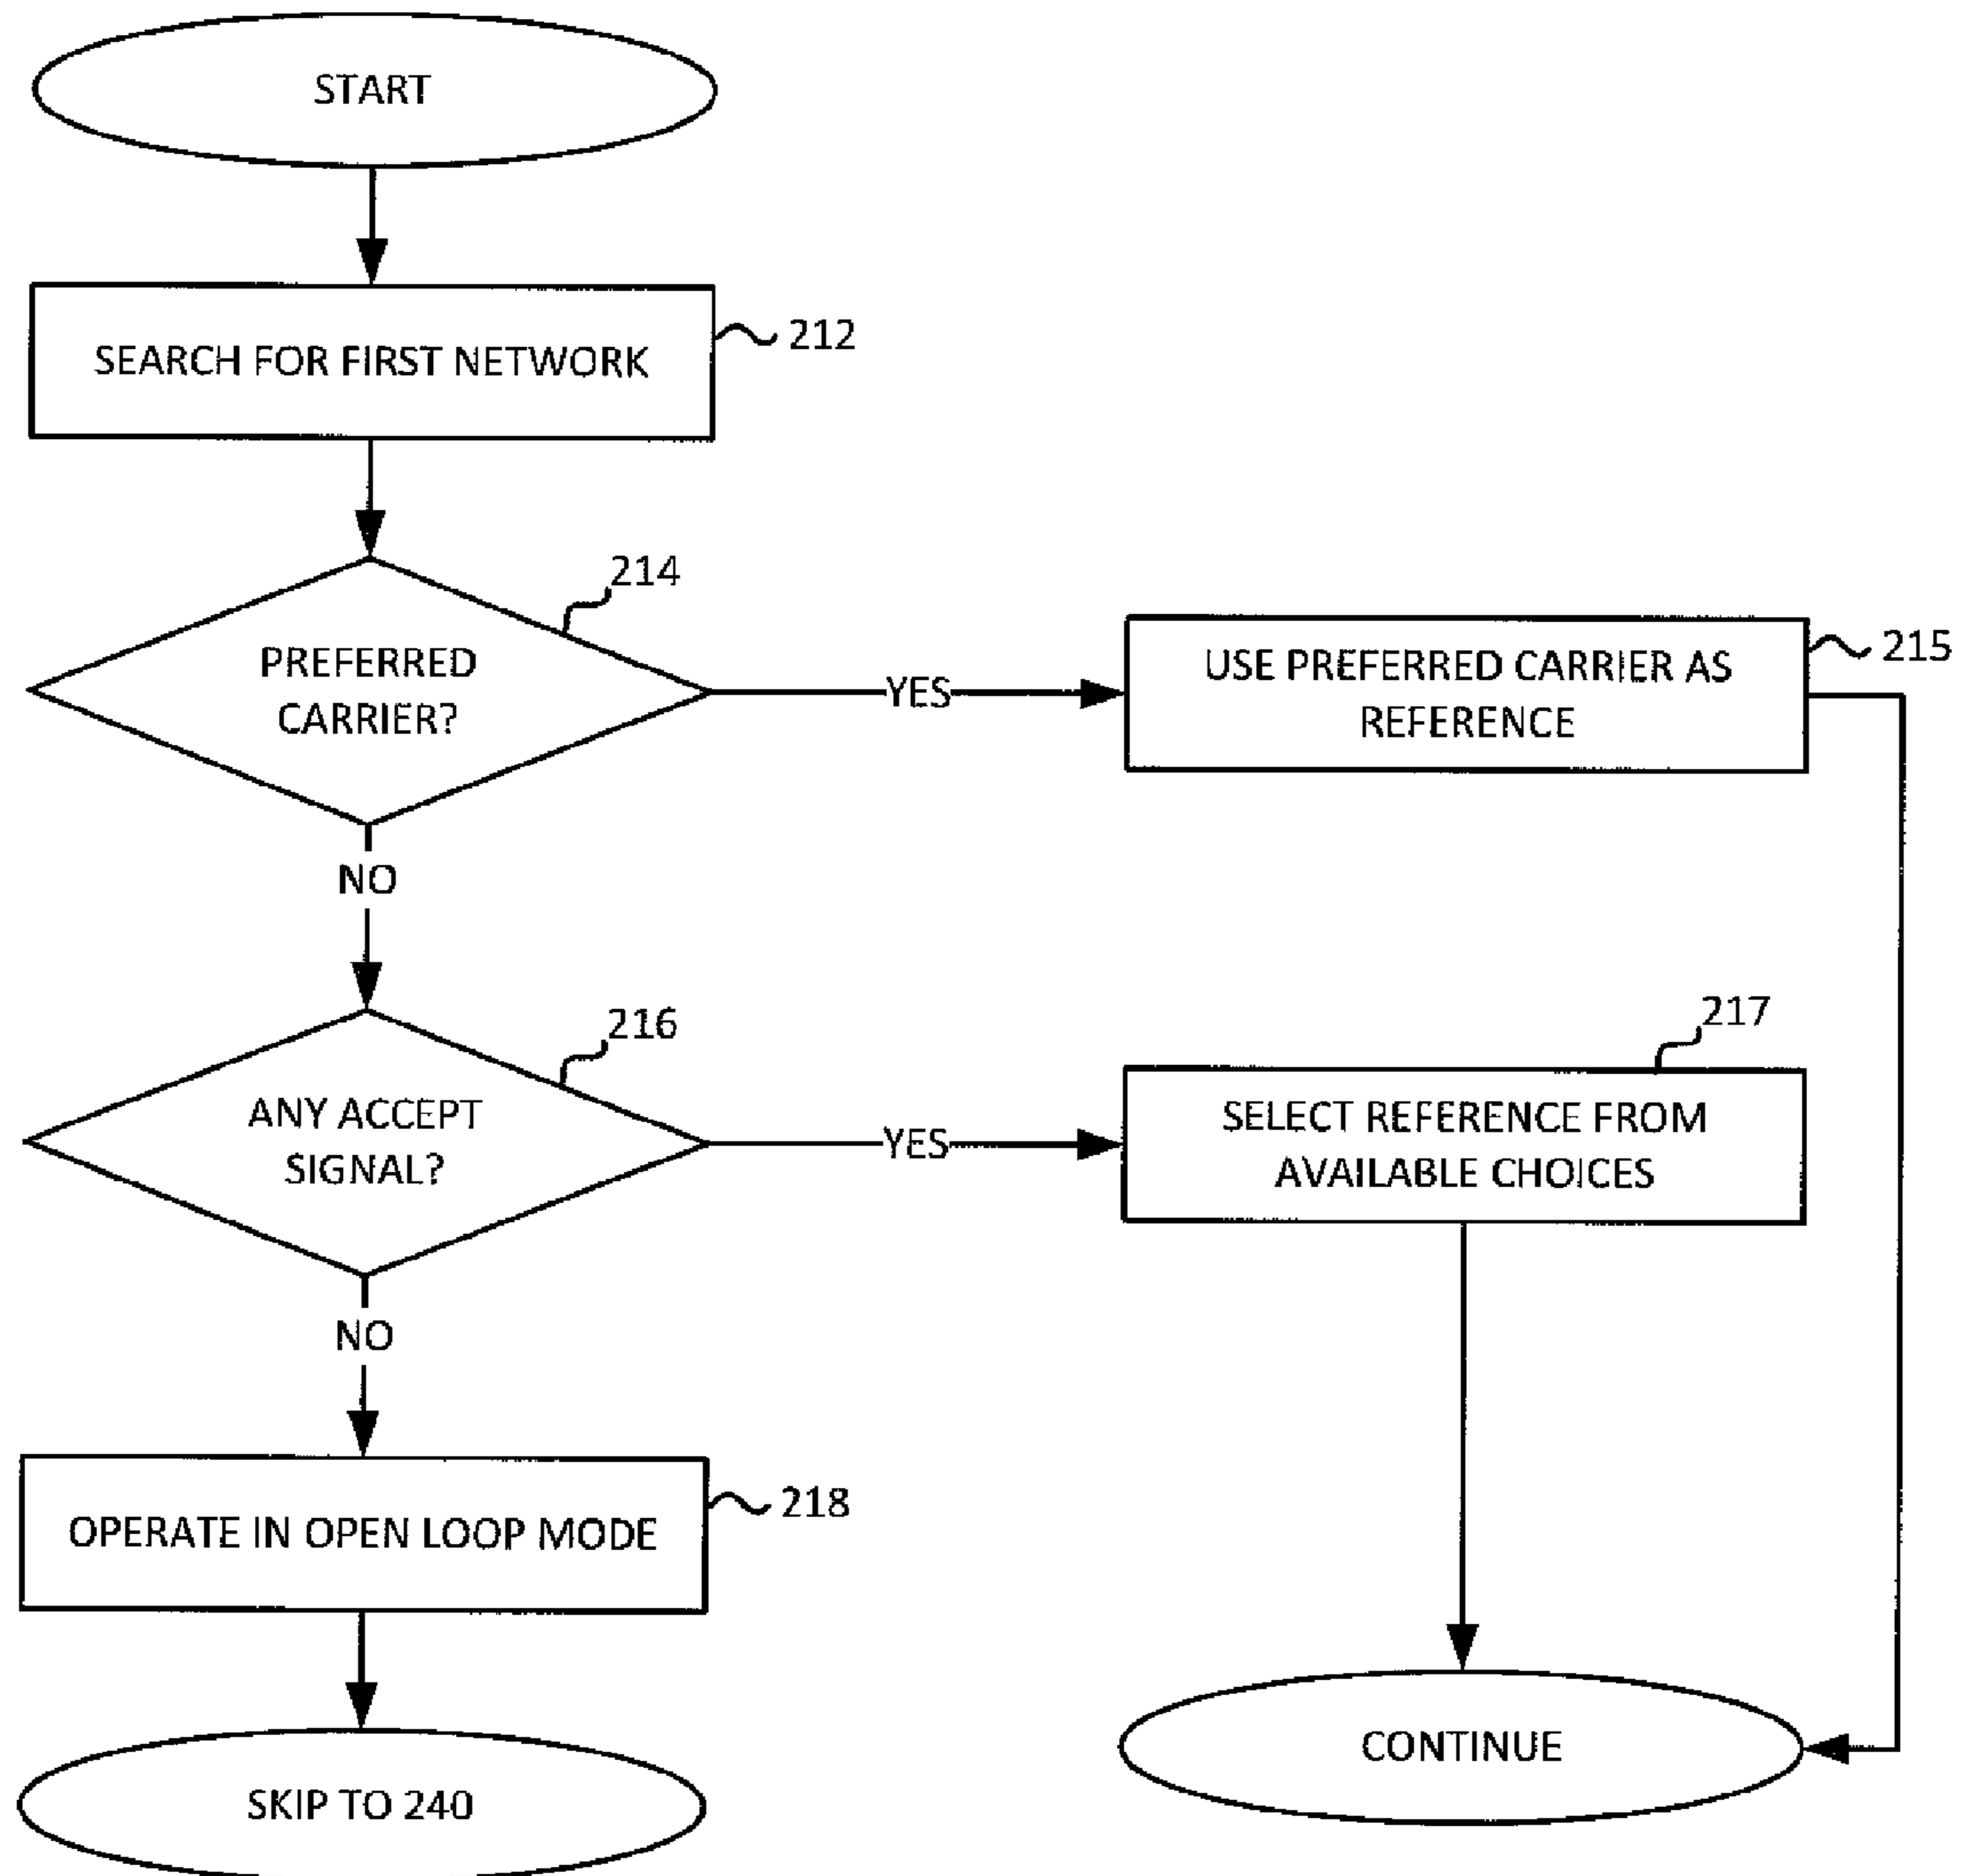 START
SEARCH FOR FIRST NETWORK
212
214
PREFERRED
CARRIER?
YES
USE PREFERRED CARRIER AS
REFERENCE
215
NO
216
ANY ACCEPT
SIGNAL?
YES
217
SELECT REFERENCE FROM
AVAILABLE CHOICES
NO
OPERATE IN OPEN LOOP MODE
218
SKIP TO 240
CONTINUE